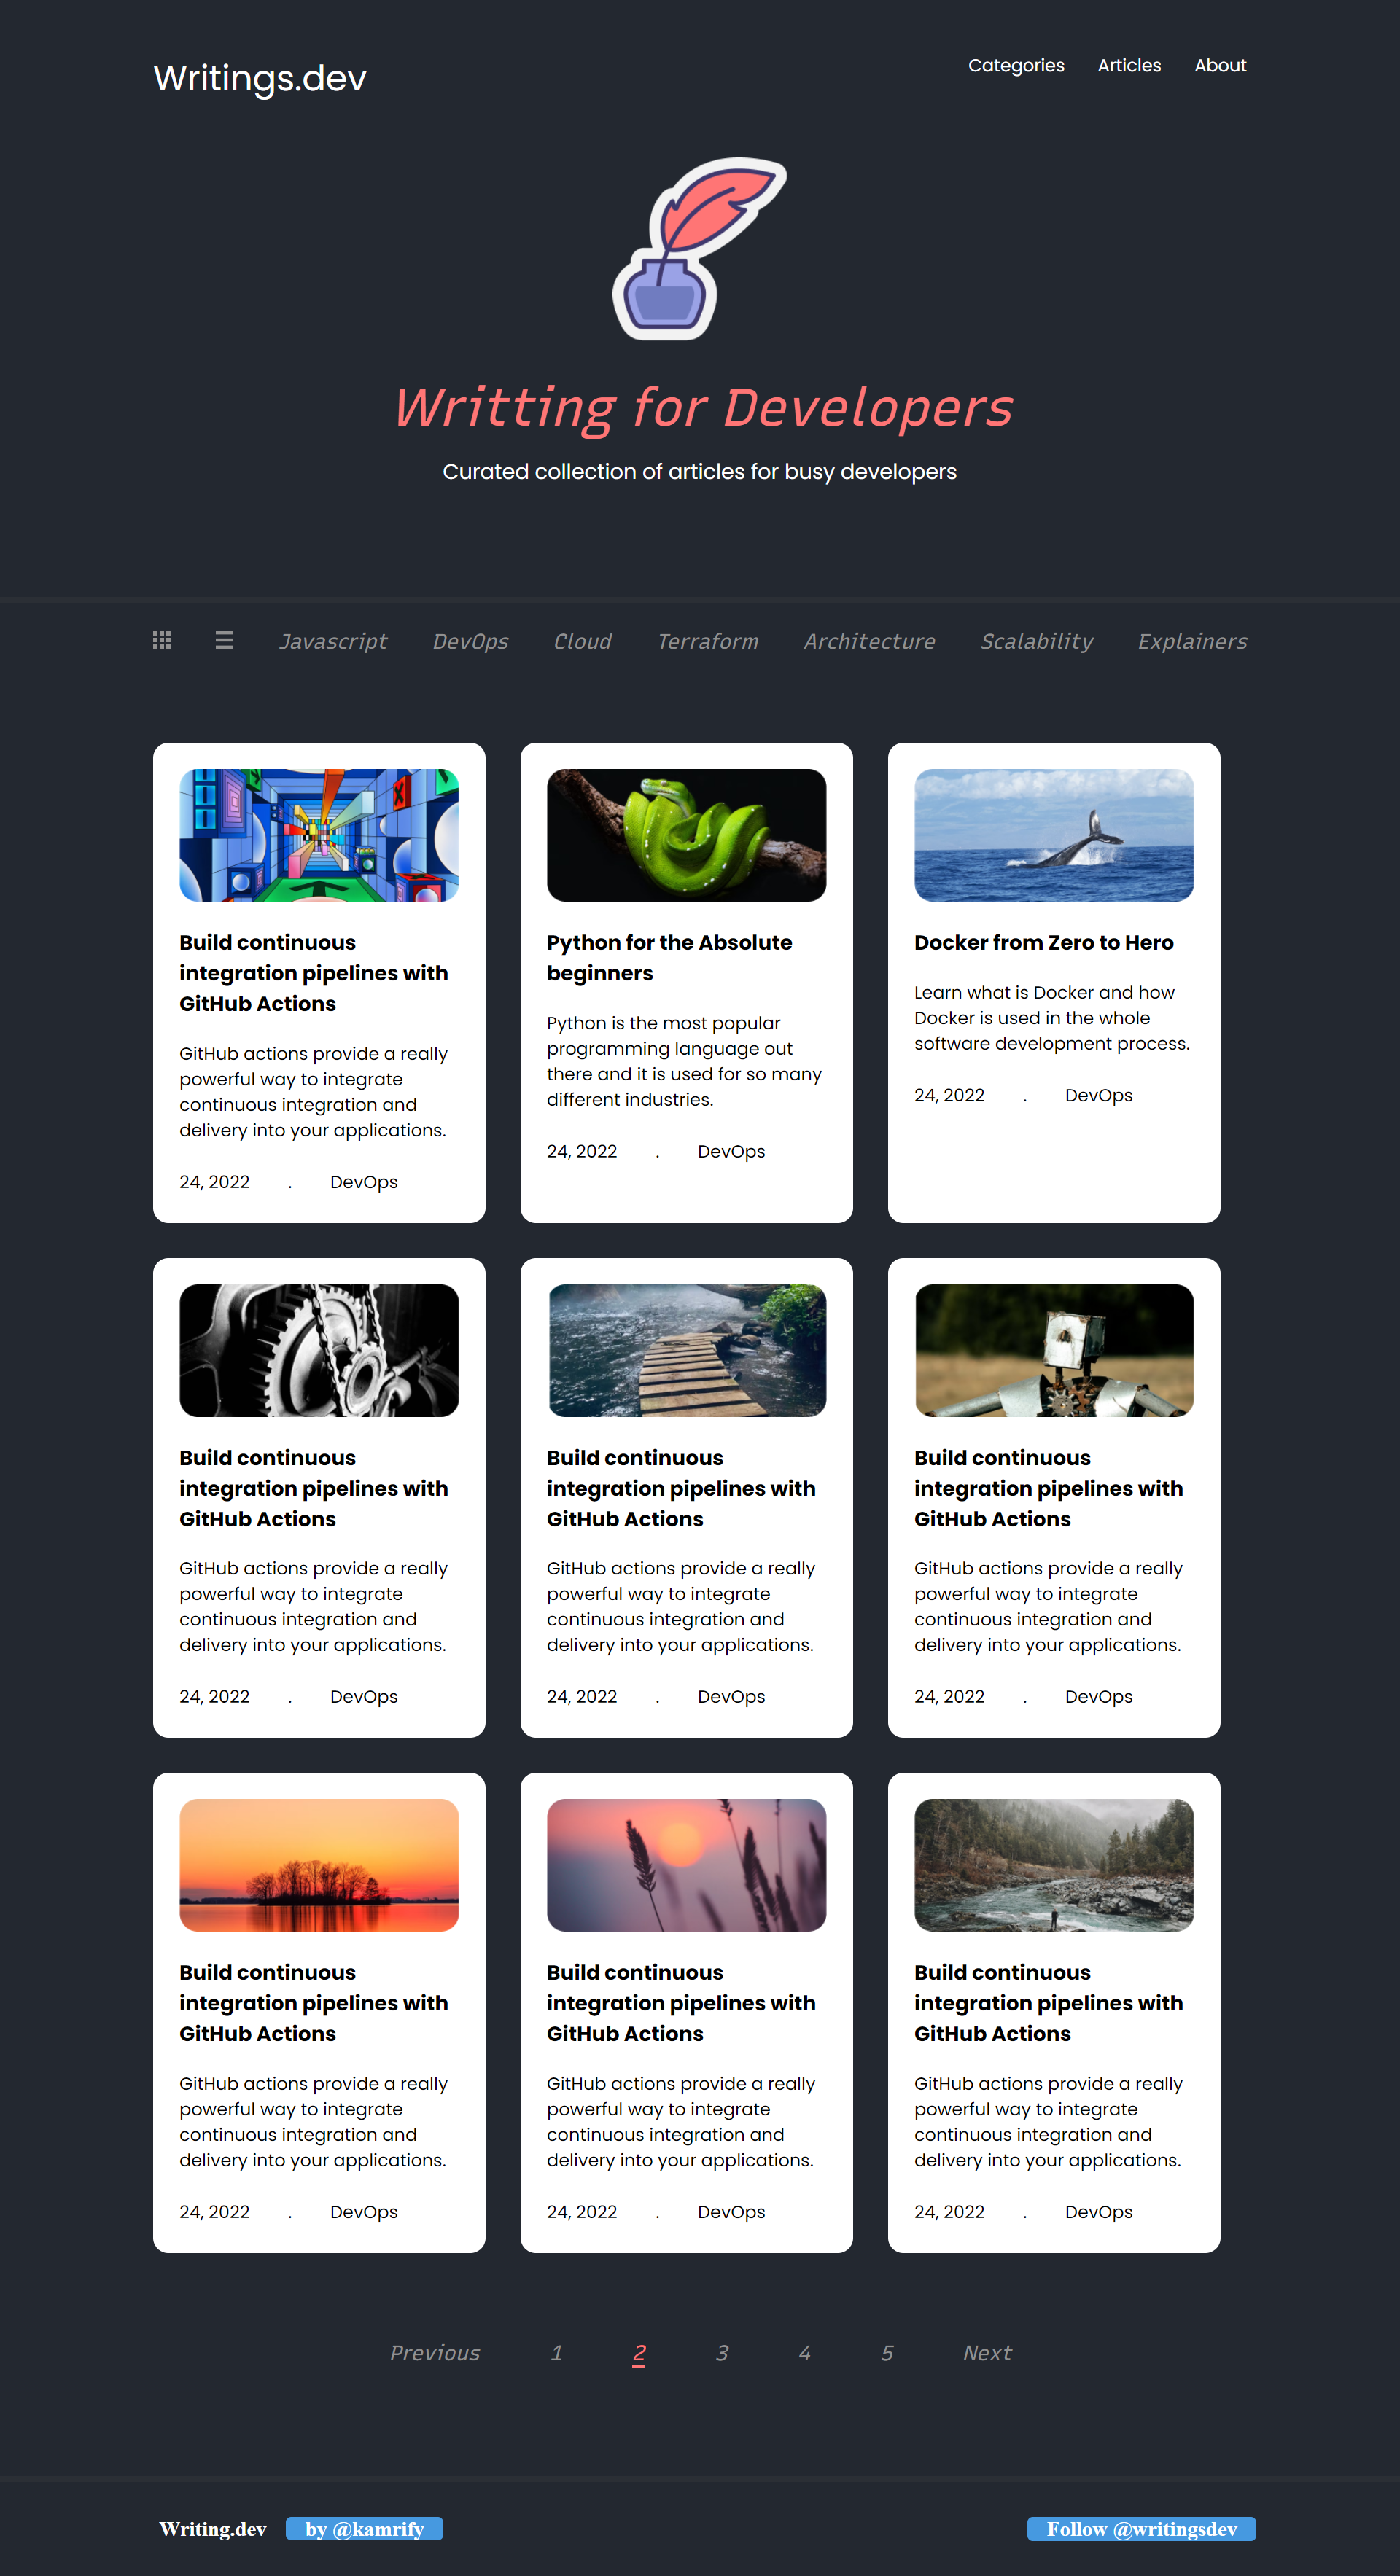 Writings.dev
Categories Articles About
Writting for Developers
Curated collection of articles for busy developers
Javascript DevOps Cloud Terraform Architecture Scalability Explainers
Build continuous
integration pipelines with
GitHub Actions
GitHub actions provide a really
powerful way to integrate
continuous integration and
delivery into your applications.
24, 2022 . DevOps
Python for the Absolute
beginners
Python is the most popular
programming language out
there and it is used for so many
different industries.
24, 2022 . DevOps
Docker from Zero to Hero
Learn what is Docker and how
Docker is used in the whole
software development process.
24, 2022 . DevOps
Build continuous
integration pipelines with
GitHub Actions
GitHub actions provide a really
powerful way to integrate
continuous integration and
delivery into your applications.
24, 2022 . DevOps
Build continuous
integration pipelines with
GitHub Actions
GitHub actions provide a really
powerful way to integrate
continuous integration and
delivery into your applications.
24, 2022 . DevOps
Build continuous
integration pipelines with
GitHub Actions
GitHub actions provide a really
powerful way to integrate
continuous integration and
delivery into your applications.
24, 2022 . DevOps
Build continuous
integration pipelines with
GitHub Actions
GitHub actions provide a really
powerful way to integrate
continuous integration and
delivery into your applications.
24, 2022 . DevOps
Build continuous
integration pipelines with
GitHub Actions
GitHub actions provide a really
powerful way to integrate
continuous integration and
delivery into your applications.
24, 2022 . DevOps
Build continuous
integration pipelines with
GitHub Actions
GitHub actions provide a really
powerful way to integrate
continuous integration and
delivery into your applications.
24, 2022 . DevOps
Previous 1 2 3 4 5 Next
Writing.dev by @kamrify Follow @writingsdev